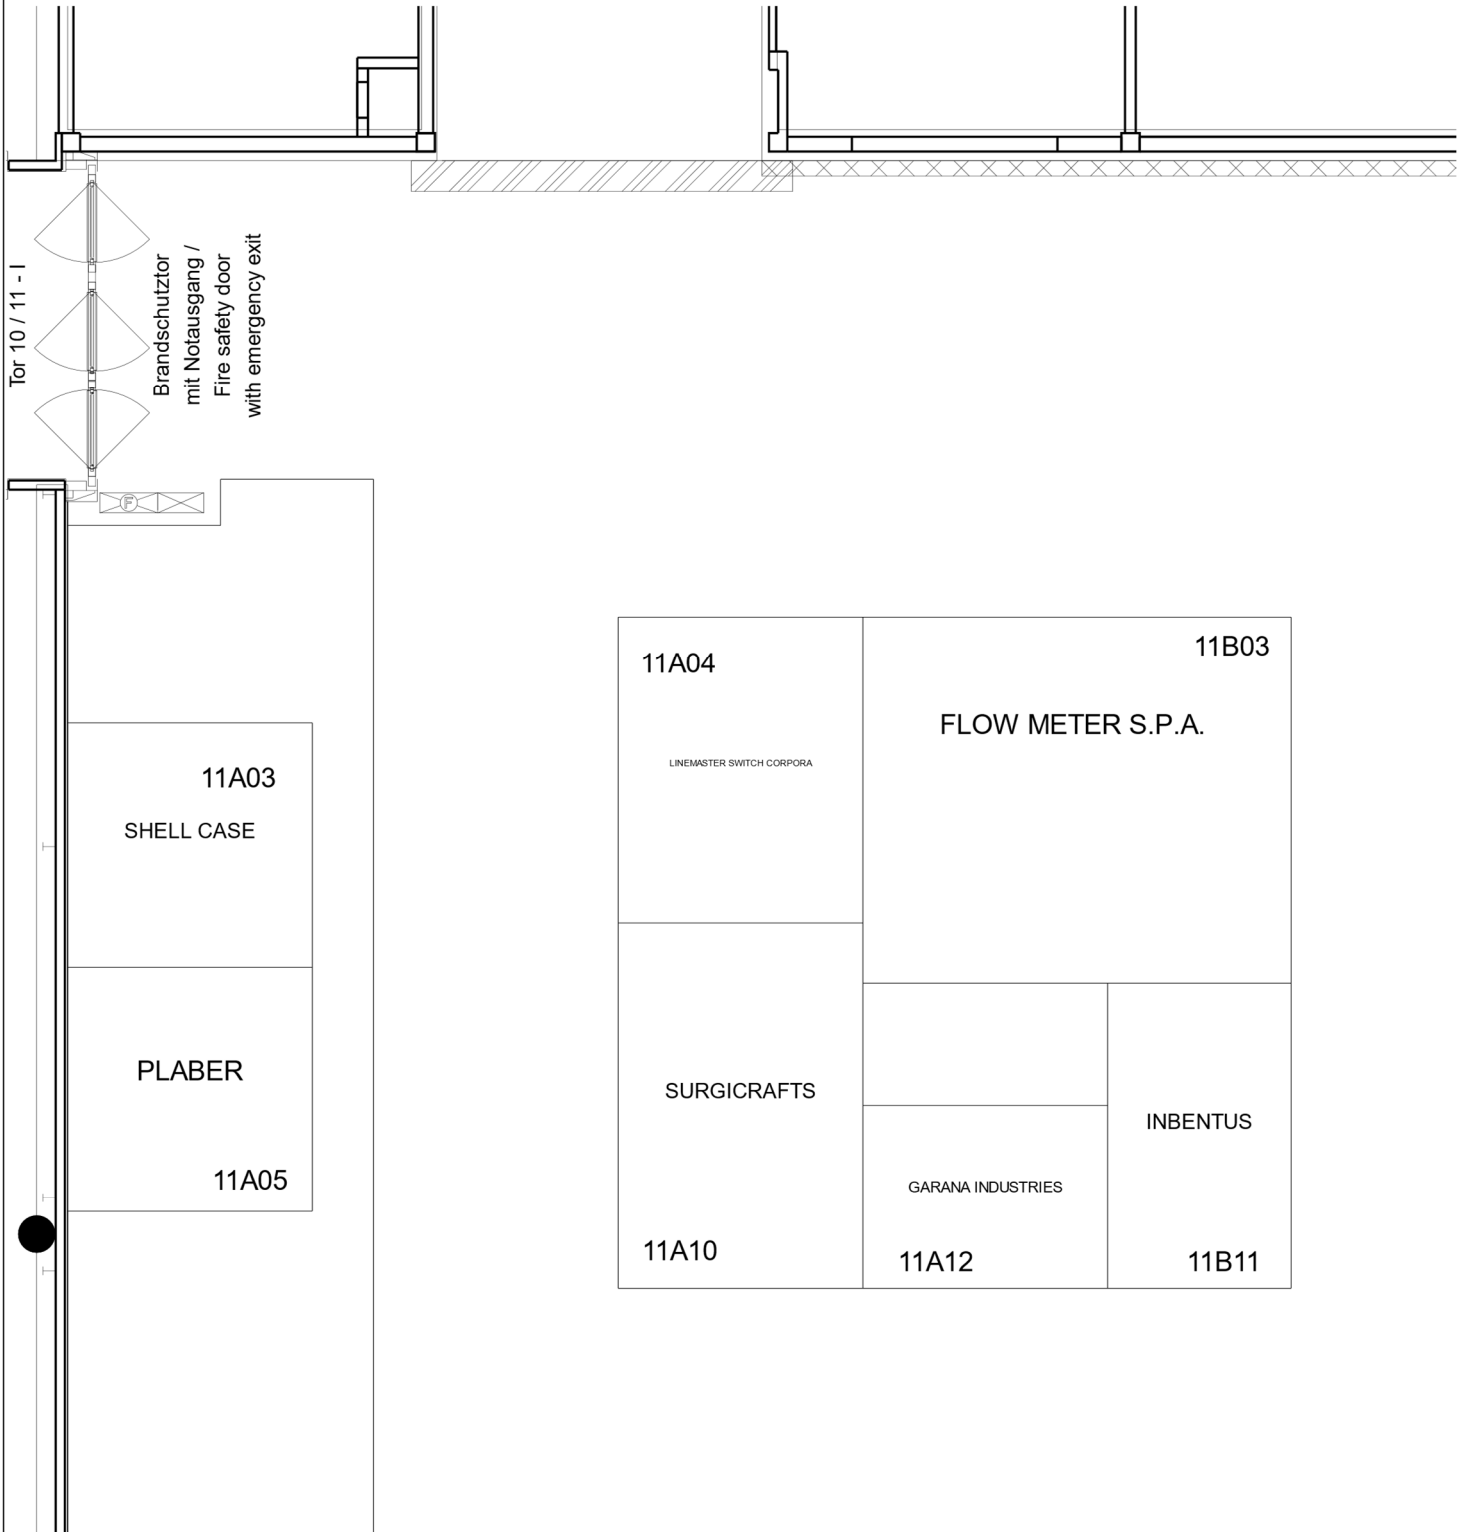 Tor 10 / 11 - I
Brandschutztor
mit Notausgang /
Fire safety door
with emergency exit
F
11A04
LINEMASTER SWITCH CORPORA
11B03
FLOW METER S.P.A.
11A03
SHELL CASE
PLABER
11A05
SURGICRAFTS
11A10
GARANA INDUSTRIES
11A12
INBENTUS
11B11